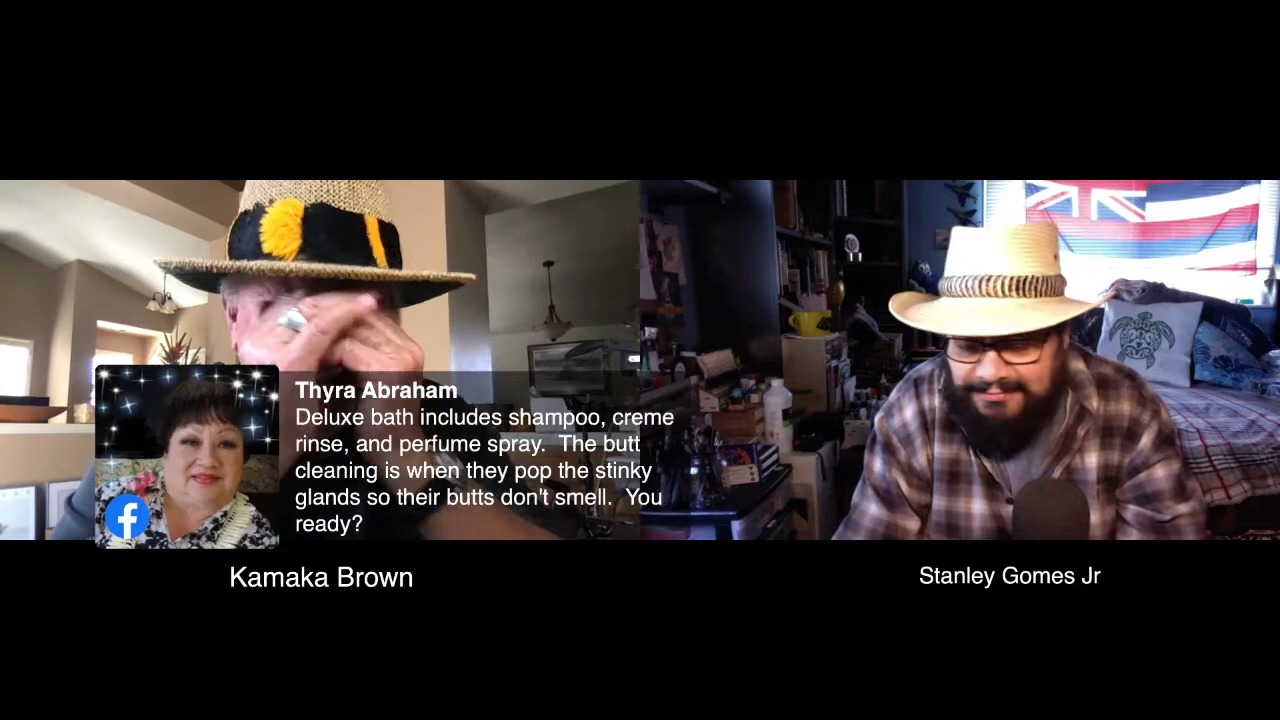 Thyra Abraham
Deluxe bath includes shampoo, creme
rinse, and perfume spray.  The butt
cleaning is when they pop the stinky
glands so their butts don't smell.  You
ready?
Kamaka Brown
Stanley Gomes Jr